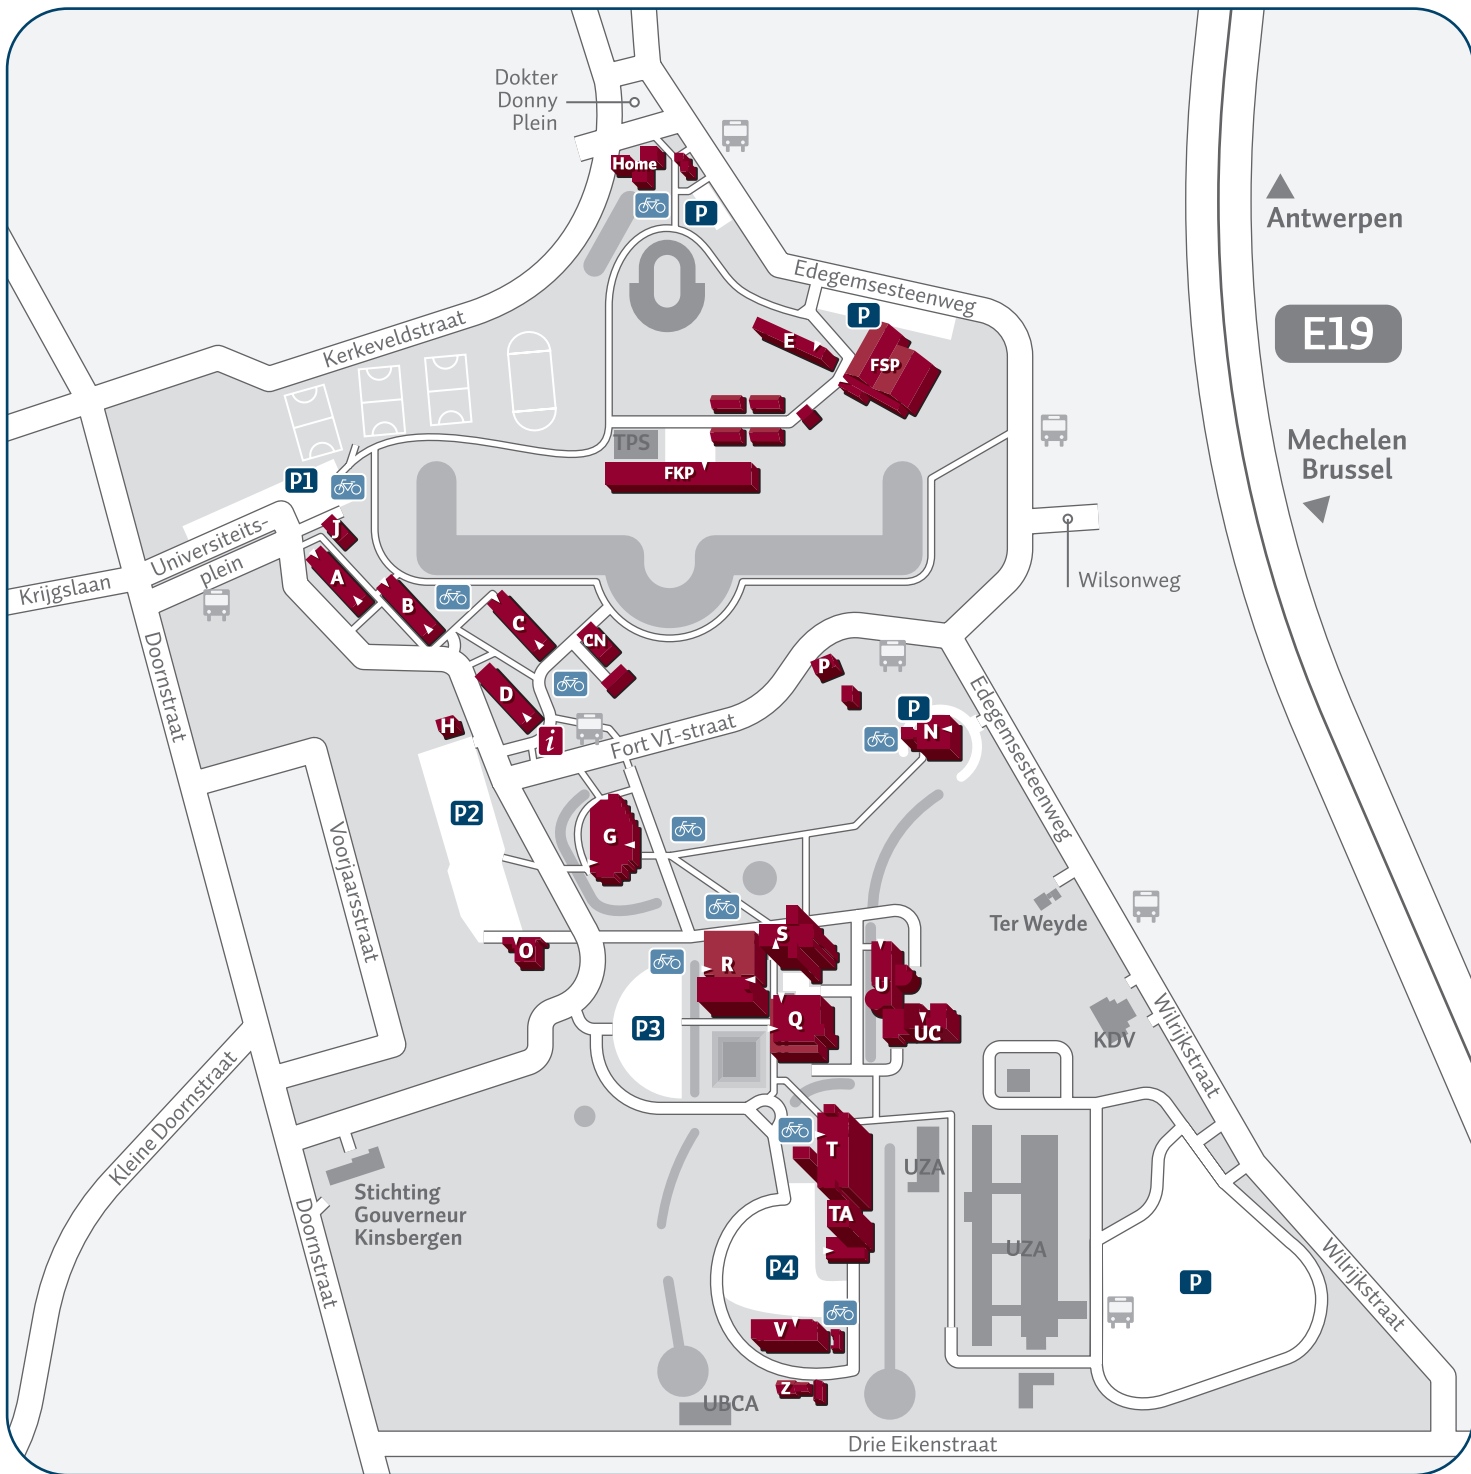 Dokter
Donny
Plein
Home
P
Edegemsesteenweg
Antwerpen
E19
Mechelen
Brussel
P
E
FSP
Kerkeveldstraat
TPS
FKP
P1
J
Universiteits-
plein
Krijgslaan
Wilsonweg
A
B
C
CN
D
P
P
N
H
i
Fort VI-straat
Edegemsesteenweg
Doornstraat
P2
G
Voorjaarsstraat
Ter Weyde
S
O
R
U
Q
UC
P3
KDV
Wilrijkstraat
Kleine Doornstraat
T
UZA
Stichting
Gouverneur
Kinsbergen
TA
UZA
Doornstraat
P4
P
Wilrijkstraat
V
Z
UBCA
Drie Eikenstraat